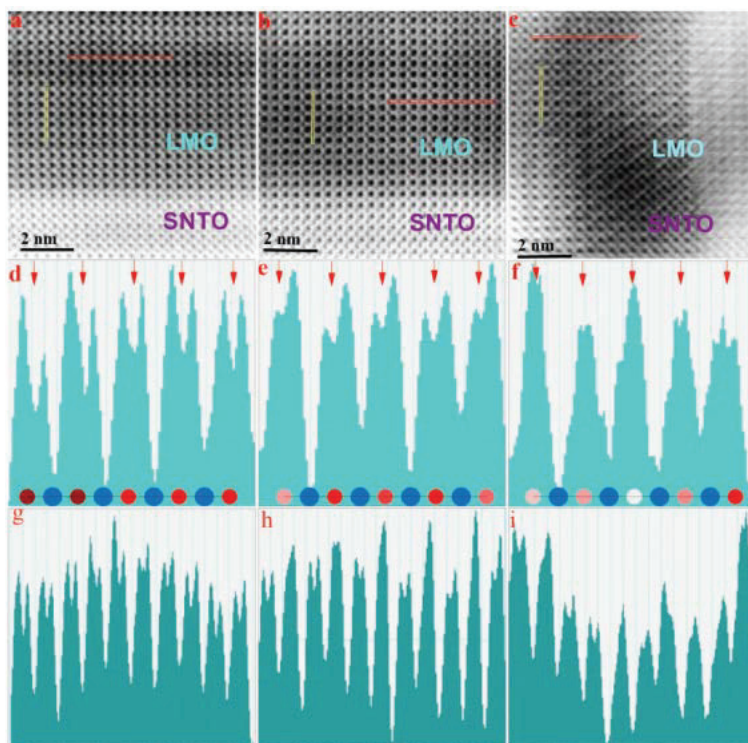 a b c
LMO LMO LMO
SNTO SNTO SNTO
2 nm 2 nm 2 nm
d e f
g h i